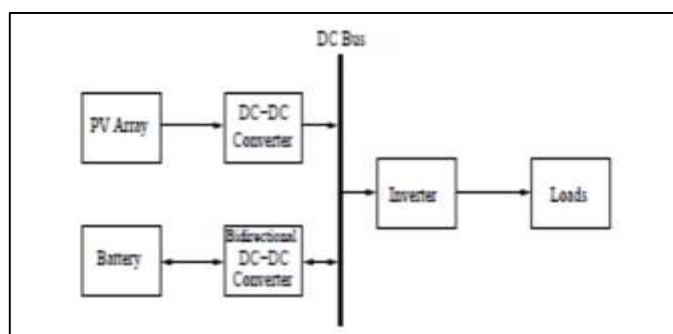 DC Bus
PV Array
DC-DC
Converter
Inverter
Loads
Battery
Bidirectional
DC-DC
Converter